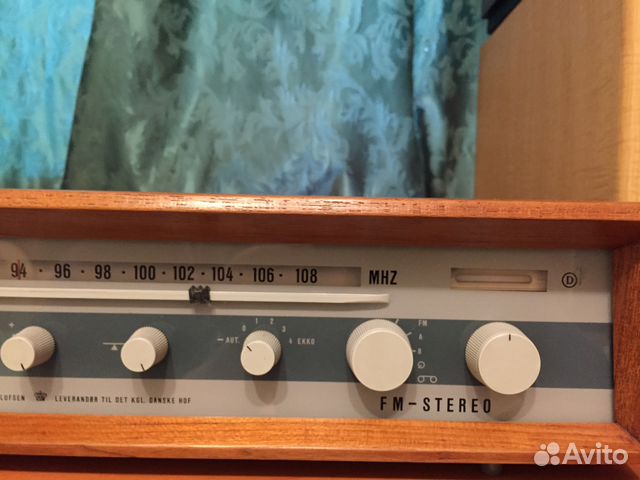 94 · 96 · 98 · 100 · 102 · 104 · 106 · 108 MHZ
D
+
AUT. 0 1 2 3 4 EKKO
FM
A
B
FM-STEREO
LEVERANDØR TIL DET KGL. DANSKE HOF
Avito